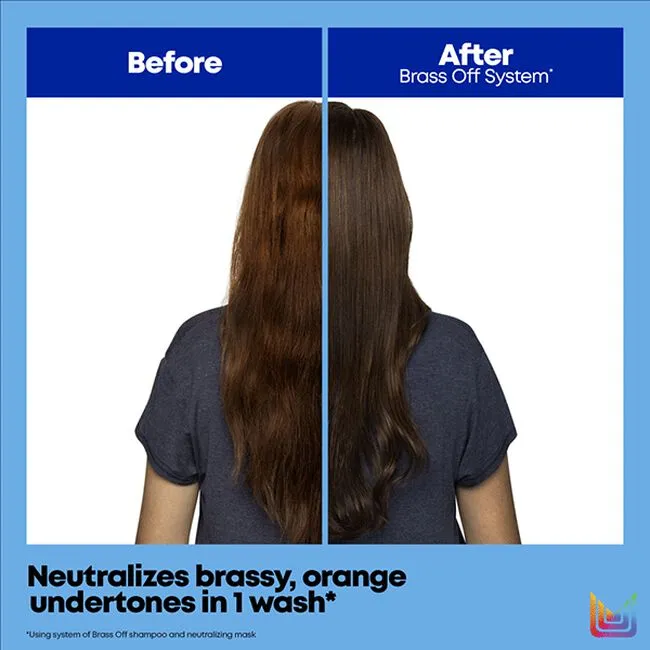 Before
After
Brass Off System*
Neutralizes brassy, orange
undertones in 1 wash*
*Using system of Brass Off shampoo and neutralizing mask